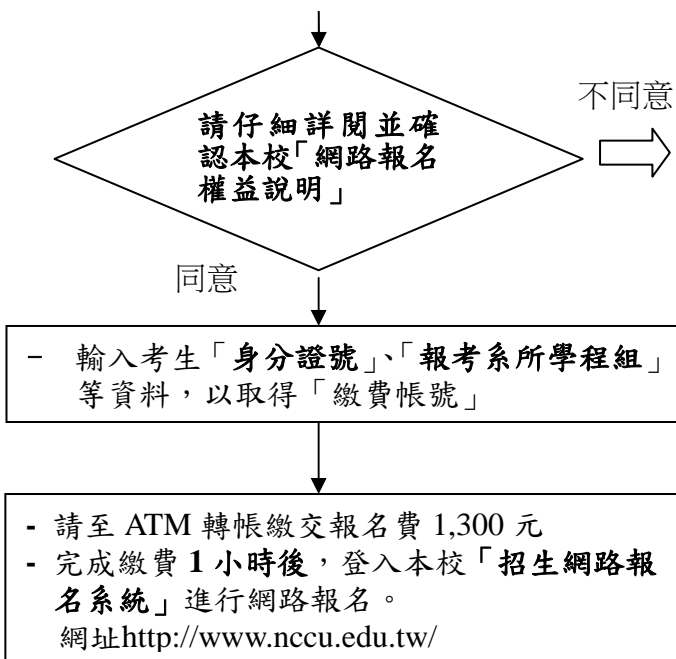 不同意
請仔細詳閱並確
認本校「網路報名
權益說明」
同意
－ 輸入考生「身分證號」、「報考系所學程組」
等資料，以取得「繳費帳號」
- 請至 ATM 轉帳繳交報名費 1,300 元
- 完成繳費 1 小時後，登入本校「招生網路報
名系統」進行網路報名。
網址http://www.nccu.edu.tw/